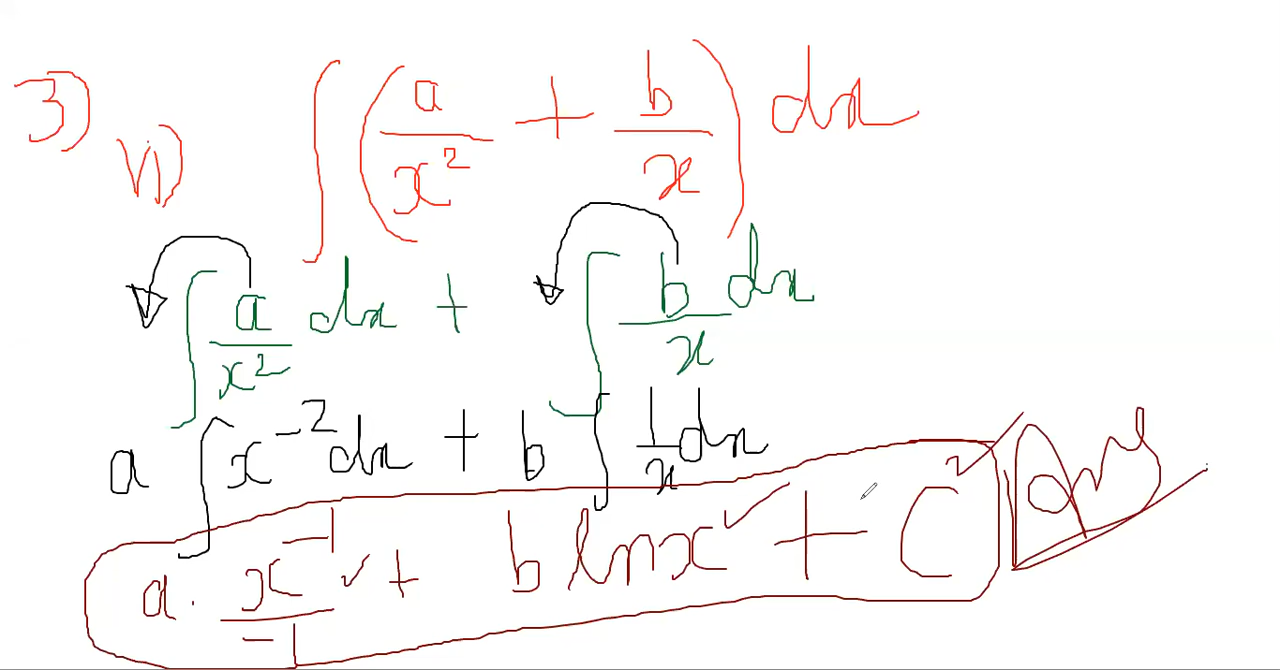 3)
vi) ∫ (a/x² + b/x) dx
∫ a/x² dx + ∫ b/x dx
a ∫ x⁻² dx + b ∫ 1/x dx
a · x⁻¹/-1 ✓ + b ln x ✓ + C ✓ Ans